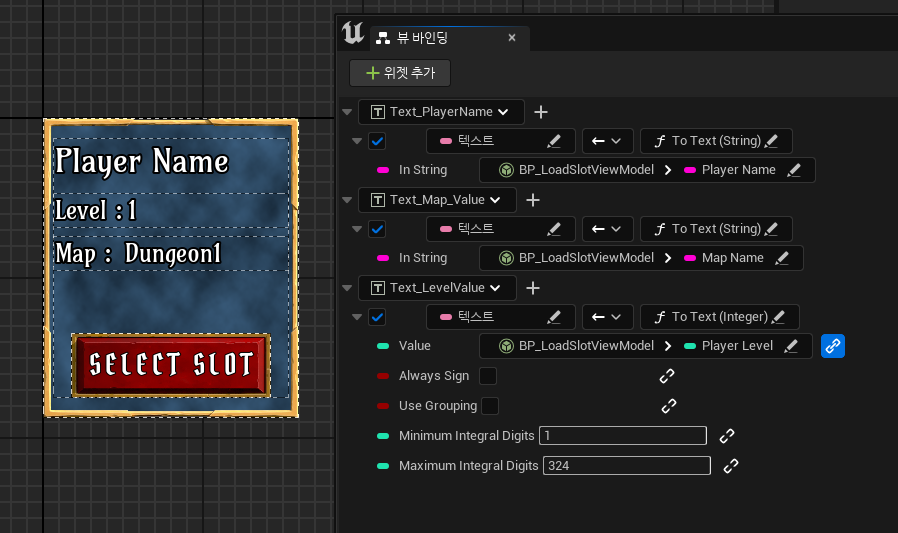 뷰 바인딩
위젯 추가
Text_PlayerName
텍스트 To Text (String)
In String BP_LoadSlotViewModel Player Name
Text_Map_Value
텍스트 To Text (String)
In String BP_LoadSlotViewModel Map Name
Text_LevelValue
텍스트 To Text (Integer)
Value BP_LoadSlotViewModel Player Level
Always Sign
Use Grouping
Minimum Integral Digits 1
Maximum Integral Digits 324
Player Name
Level : 1
Map : Dungeon1
SELECT SLOT